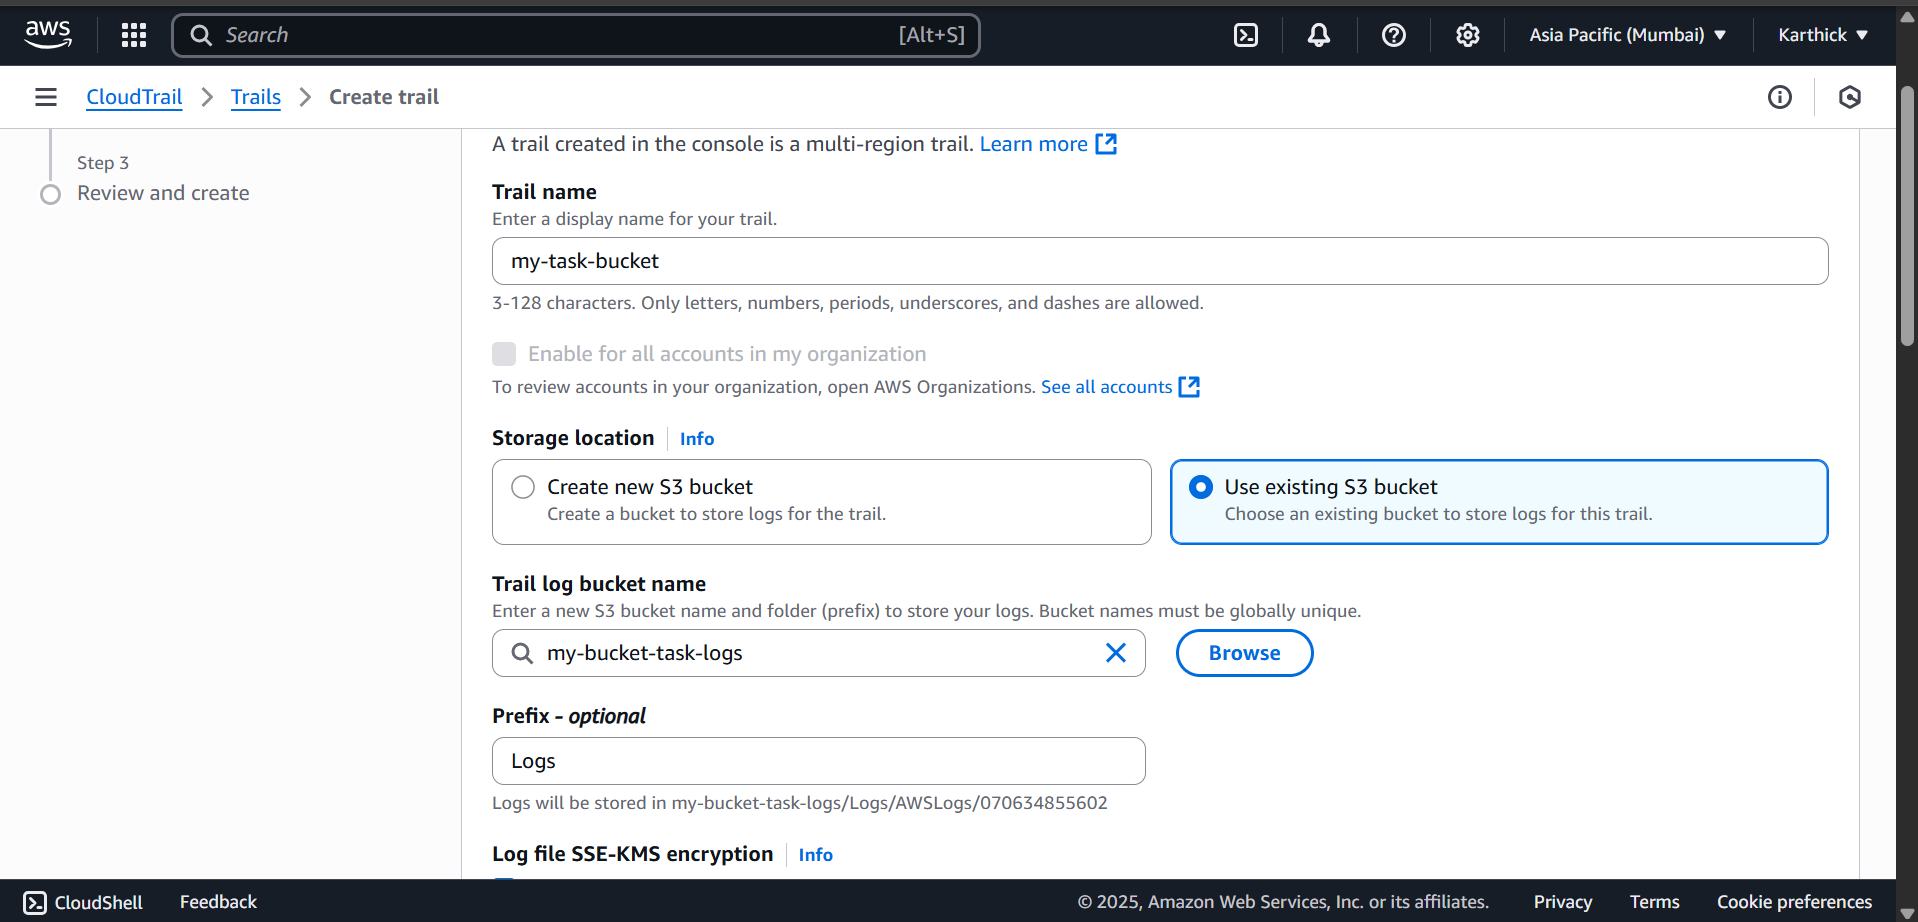 aws
Search
[Alt+S]
Asia Pacific (Mumbai)
Karthick
CloudTrail
Trails
Create trail
Step 3
Review and create
A trail created in the console is a multi-region trail. Learn more
Trail name
Enter a display name for your trail.
my-task-bucket
3-128 characters. Only letters, numbers, periods, underscores, and dashes are allowed.
Enable for all accounts in my organization
To review accounts in your organization, open AWS Organizations. See all accounts
Storage location
Info
Create new S3 bucket
Create a bucket to store logs for the trail.
Use existing S3 bucket
Choose an existing bucket to store logs for this trail.
Trail log bucket name
Enter a new S3 bucket name and folder (prefix) to store your logs. Bucket names must be globally unique.
my-bucket-task-logs
Browse
Prefix - optional
Logs
Logs will be stored in my-bucket-task-logs/Logs/AWSLogs/070634855602
Log file SSE-KMS encryption
Info
CloudShell
Feedback
© 2025, Amazon Web Services, Inc. or its affiliates.
Privacy
Terms
Cookie preferences